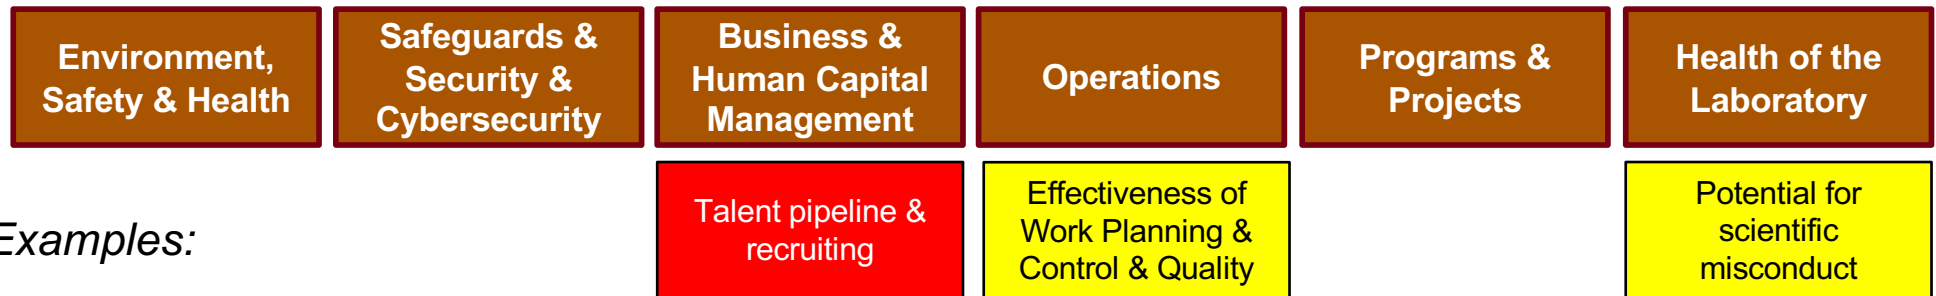 Environment,
Safety & Health
Safeguards &
Security &
Cybersecurity
Business &
Human Capital
Management
Operations
Programs &
Projects
Health of the
Laboratory
Examples:
Talent pipeline &
recruiting
Effectiveness of
Work Planning &
Control & Quality
Potential for
scientific
misconduct